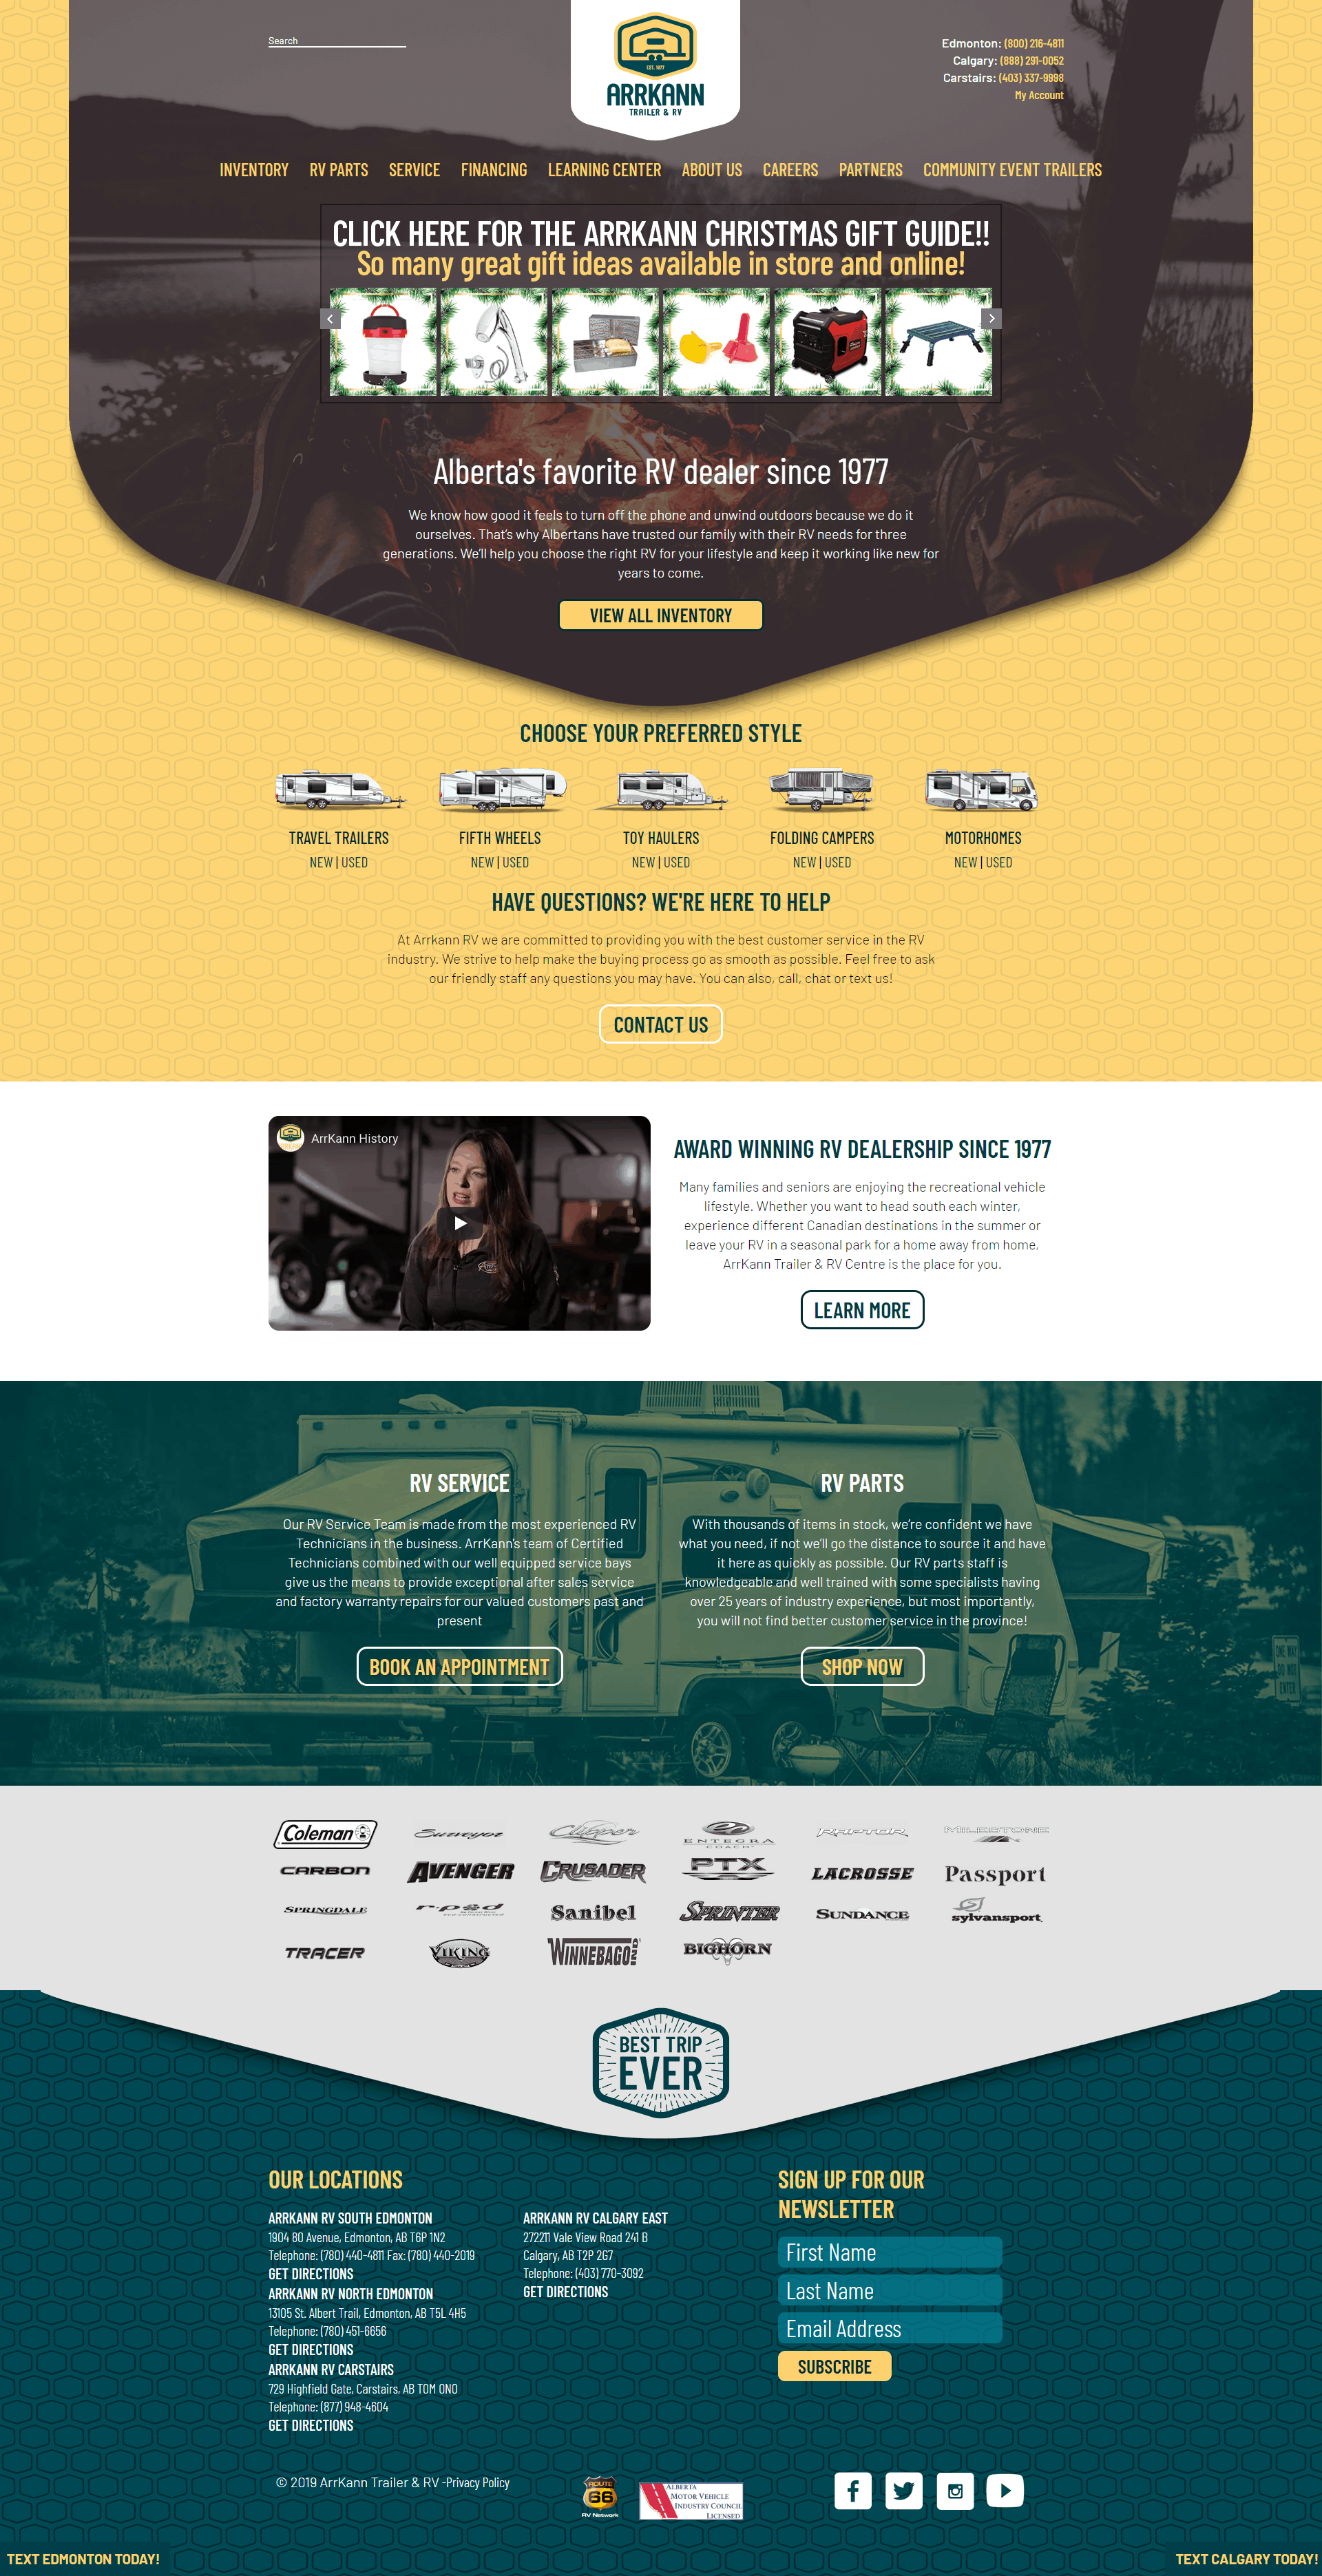 Search
EST. 1977
ARRKANN
TRAILER & RV
Edmonton: (800) 216-4811
Calgary: (888) 291-0052
Carstairs: (403) 337-9998
My Account
INVENTORY RV PARTS SERVICE FINANCING LEARNING CENTER ABOUT US CAREERS PARTNERS COMMUNITY EVENT TRAILERS
CLICK HERE FOR THE ARRKANN CHRISTMAS GIFT GUIDE!!
So many great gift ideas available in store and online!
Alberta's favorite RV dealer since 1977
We know how good it feels to turn off the phone and unwind outdoors because we do it
ourselves. That's why Albertans have trusted our family with their RV needs for three
generations. We'll help you choose the right RV for your lifestyle and keep it working like new for
years to come.
VIEW ALL INVENTORY
CHOOSE YOUR PREFERRED STYLE
TRAVEL TRAILERS FIFTH WHEELS TOY HAULERS FOLDING CAMPERS MOTORHOMES
NEW | USED NEW | USED NEW | USED NEW | USED NEW | USED
HAVE QUESTIONS? WE'RE HERE TO HELP
At Arrkann RV we are committed to providing you with the best customer service in the RV
industry. We strive to help make the buying process go as smooth as possible. Feel free to ask
our friendly staff any questions you may have. You can also, call, chat or text us!
CONTACT US
ArrKann History
AWARD WINNING RV DEALERSHIP SINCE 1977
Many families and seniors are enjoying the recreational vehicle
lifestyle. Whether you want to head south each winter,
experience different Canadian destinations in the summer or
leave your RV in a seasonal park for a home away from home,
ArrKann Trailer & RV Centre is the place for you.
LEARN MORE
RV SERVICE
Our RV Service Team is made from the most experienced RV
Technicians in the business. ArrKann's team of Certified
Technicians combined with our well equipped service bays
give us the means to provide exceptional after sales service
and factory warranty repairs for our valued customers past and
present
BOOK AN APPOINTMENT
RV PARTS
With thousands of items in stock, we're confident we have
what you need, if not we'll go the distance to source it and have
it here as quickly as possible. Our RV parts staff is
knowledgeable and well trained with some specialists having
over 25 years of industry experience, but most importantly,
you will not find better customer service in the province!
SHOP NOW
Coleman Surveyor Clipper ENTEGRA COACH RAPTOR MILESTONE
CARBON AVENGER CRUSADER PTX LACROSSE Passport
SPRINGDALE r-pod Sanibel SPRINTER SUNDANCE sylvansport
TRACER VIKING WINNEBAGO IND BIGHORN
BEST TRIP
EVER
OUR LOCATIONS
ARRKANN RV SOUTH EDMONTON
1904 80 Avenue, Edmonton, AB T6P 1N2
Telephone: (780) 440-4811 Fax: (780) 440-2019
GET DIRECTIONS
ARRKANN RV NORTH EDMONTON
13105 St. Albert Trail, Edmonton, AB T5L 4H5
Telephone: (780) 451-6656
GET DIRECTIONS
ARRKANN RV CARSTAIRS
729 Highfield Gate, Carstairs, AB T0M 0N0
Telephone: (877) 948-4604
GET DIRECTIONS
ARRKANN RV CALGARY EAST
272211 Vale View Road 241 B
Calgary, AB T2P 2G7
Telephone: (403) 770-3092
GET DIRECTIONS
SIGN UP FOR OUR
NEWSLETTER
First Name
Last Name
Email Address
SUBSCRIBE
© 2019 ArrKann Trailer & RV -Privacy Policy
ROUTE
66
RV Network
ALBERTA
MOTOR VEHICLE
INDUSTRY COUNCIL
LICENSED
TEXT EDMONTON TODAY!
TEXT CALGARY TODAY!